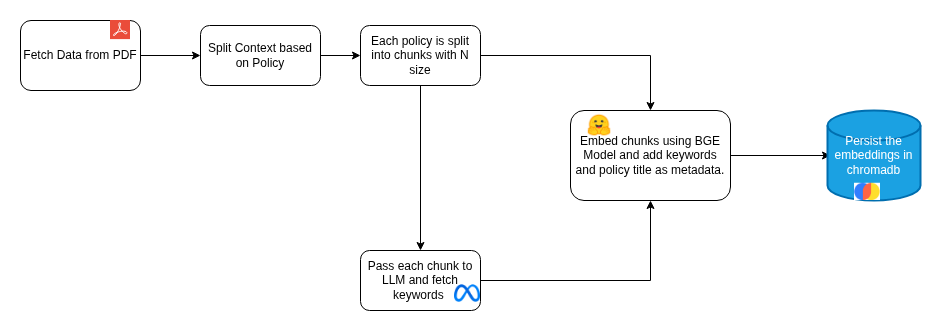 Fetch Data from PDF
Split Context based
on Policy
Each policy is split
into chunks with N
size
Embed chunks using BGE
Model and add keywords
and policy title as metadata.
Persist the
embeddings in
chromadb
Pass each chunk to
LLM and fetch
keywords